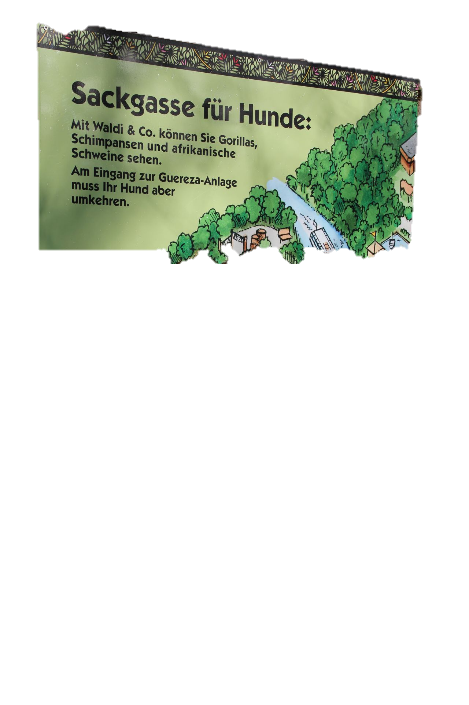 Sackgasse für Hunde:
Mit Waldi & Co. können Sie Gorillas,
Schimpansen und afrikanische
Schweine sehen.
Am Eingang zur Guereza-Anlage
muss Ihr Hund aber
umkehren.